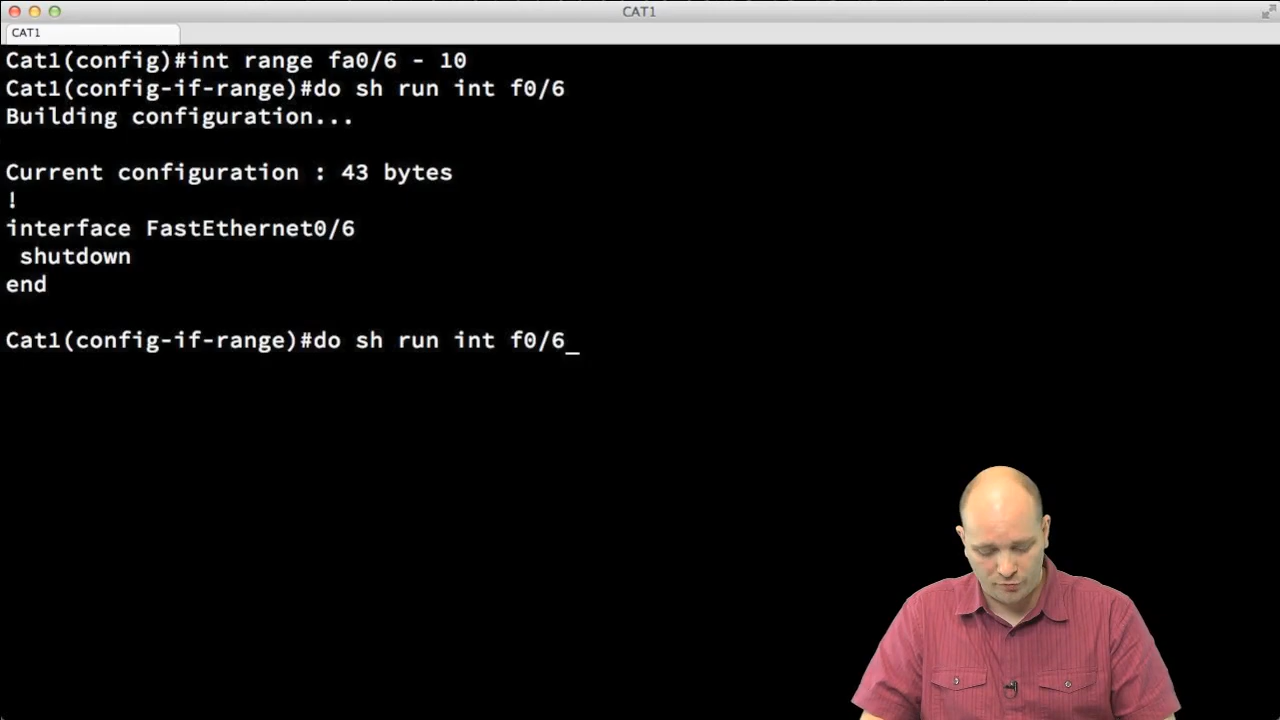 CAT1
CAT1
Cat1(config)#int range fa0/6 - 10
Cat1(config-if-range)#do sh run int f0/6
Building configuration...
Current configuration : 43 bytes
!
interface FastEthernet0/6
 shutdown
end
Cat1(config-if-range)#do sh run int f0/6_